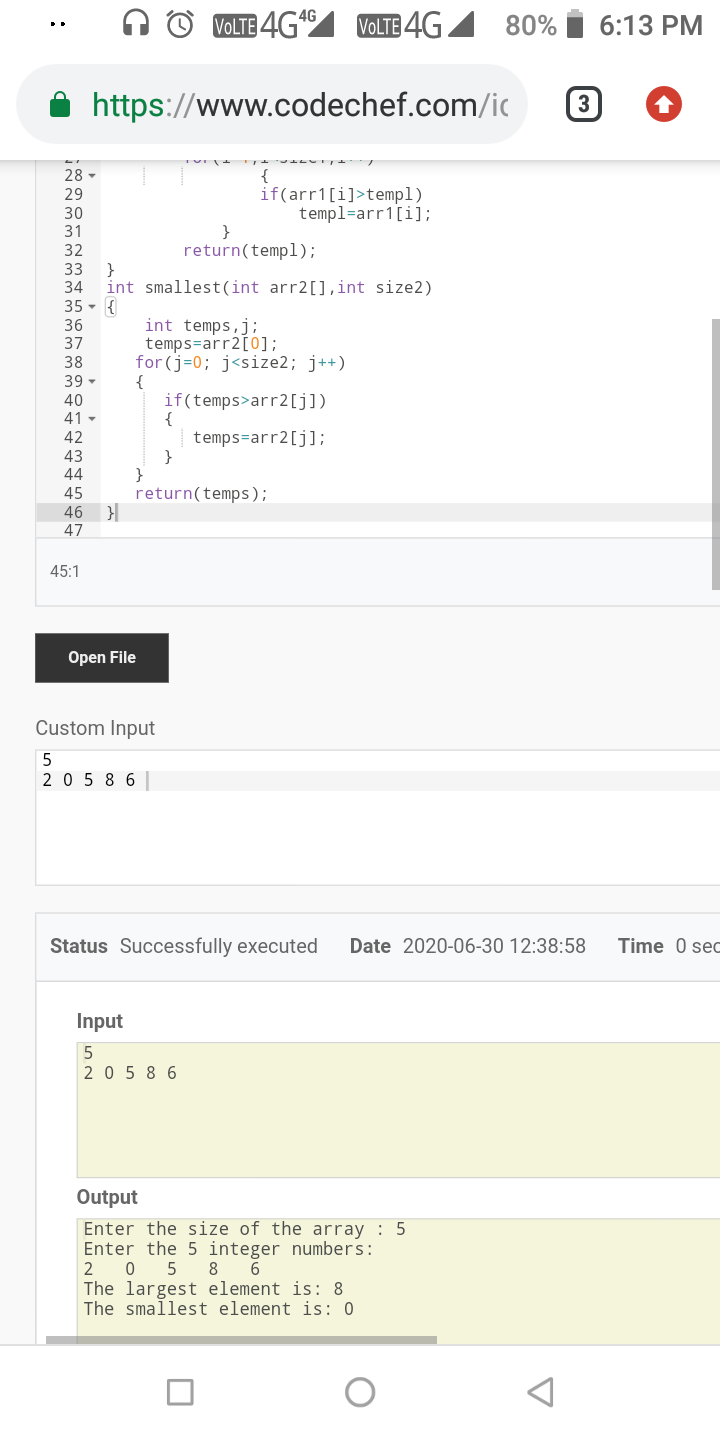 VoLTE 4G 4G VoLTE 4G 80% 6:13 PM
https://www.codechef.com/ic
3
27
28 {
29 if(arr1[i]>templ)
30 templ=arr1[i];
31 }
32 return(templ);
33 }
34 int smallest(int arr2[],int size2)
35 {
36 int temps,j;
37 temps=arr2[0];
38 for(j=0; j<size2; j++)
39 {
40 if(temps>arr2[j])
41 {
42 temps=arr2[j];
43 }
44 }
45 return(temps);
46 }
47
45:1
Open File
Custom Input
5
2 0 5 8 6
Status Successfully executed Date 2020-06-30 12:38:58 Time 0 sec
Input
5
2 0 5 8 6
Output
Enter the size of the array : 5
Enter the 5 integer numbers:
2 0 5 8 6
The largest element is: 8
The smallest element is: 0